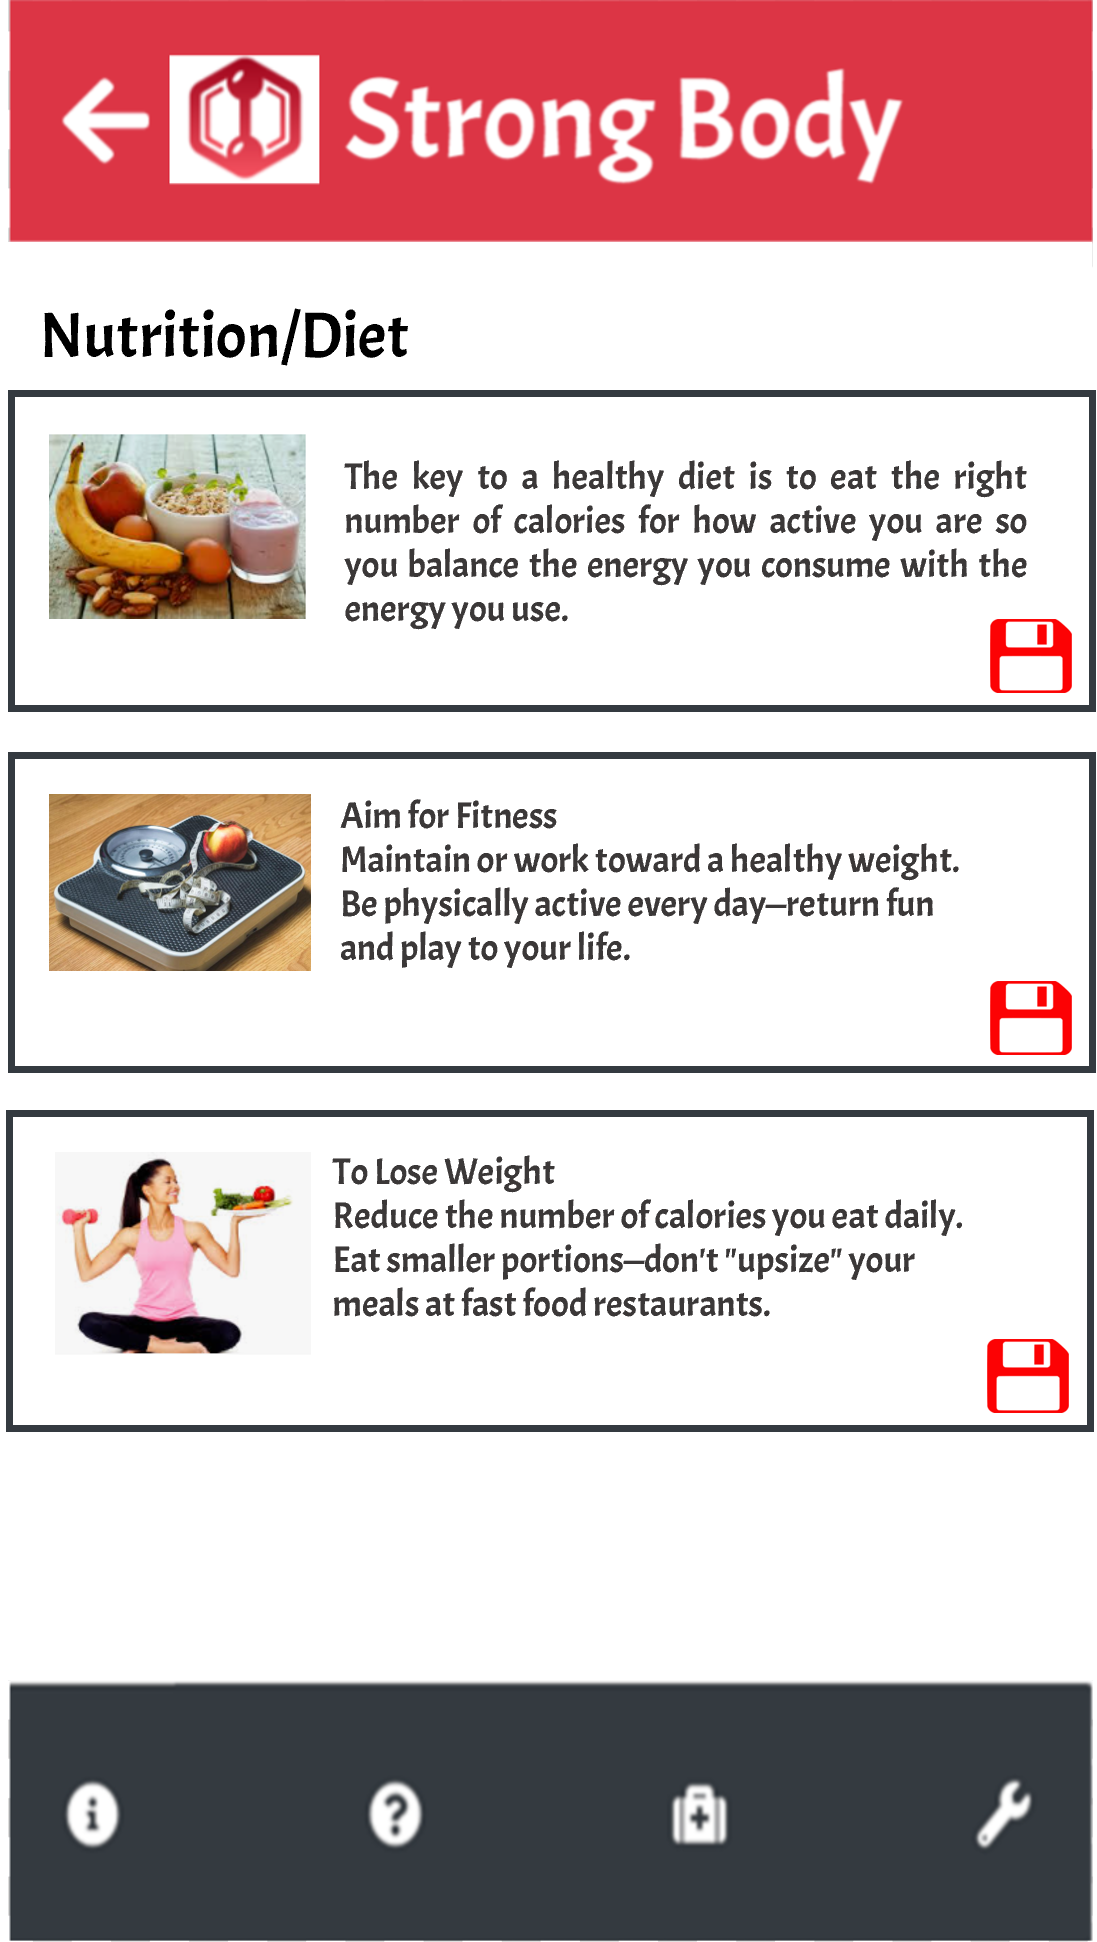 Strong Body
Nutrition/Diet
The key to a healthy diet is to eat the right
number of calories for how active you are so
you balance the energy you consume with the
energy you use.
Aim for Fitness
Maintain or work toward a healthy weight.
Be physically active every day—return fun
and play to your life.
To Lose Weight
Reduce the number of calories you eat daily.
Eat smaller portions—don't "upsize" your
meals at fast food restaurants.